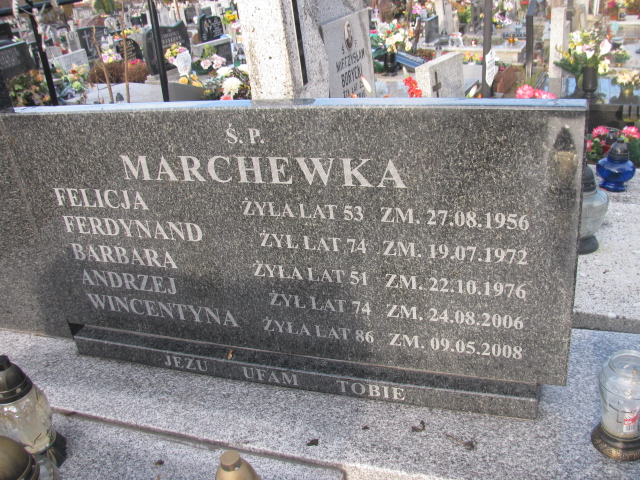 Ś. P.
MARCHEWKA
FELICJA ŻYŁA LAT 53 ZM. 27.08.1956
FERDYNAND ŻYŁ LAT 74 ZM. 19.07.1972
BARBARA ŻYŁA LAT 51 ZM. 22.10.1976
ANDRZEJ ŻYŁ LAT 74 ZM. 24.08.2006
WINCENTYNA ŻYŁA LAT 86 ZM. 09.05.2008
JEZU UFAM TOBIE